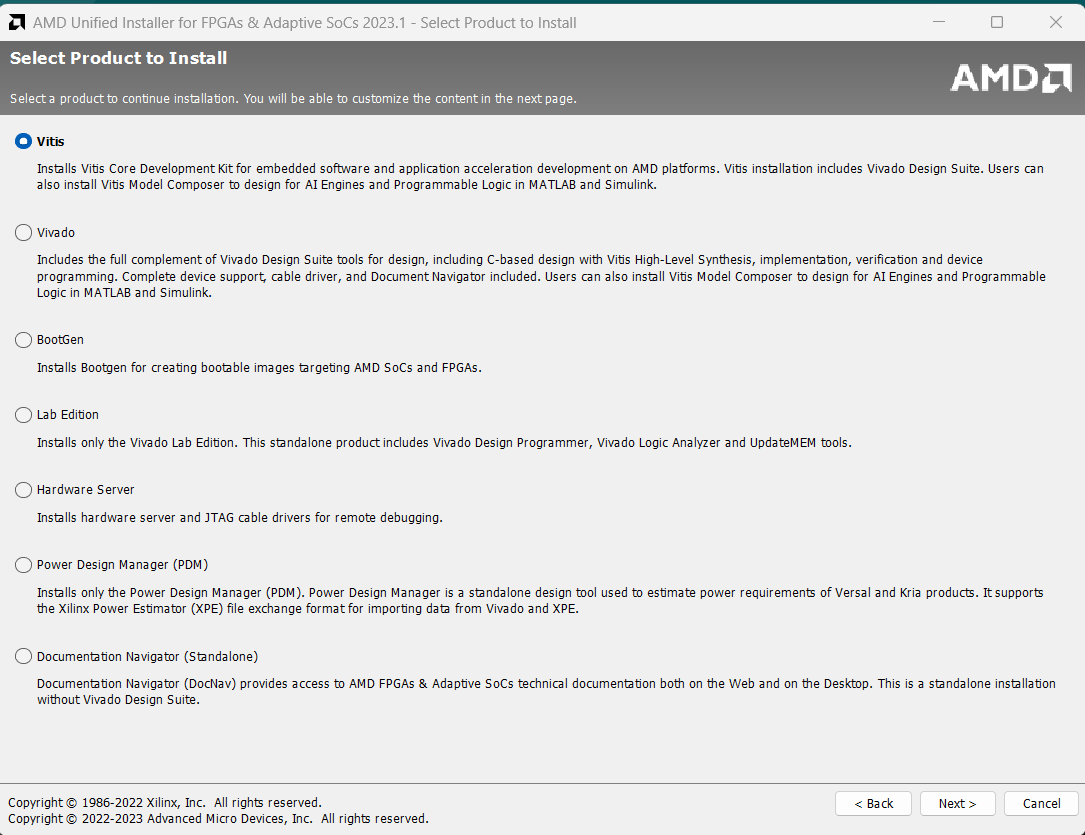 AMD Unified Installer for FPGAs & Adaptive SoCs 2023.1 - Select Product to Install
Select Product to Install
AMD
Select a product to continue installation. You will be able to customize the content in the next page.
Vitis
Installs Vitis Core Development Kit for embedded software and application acceleration development on AMD platforms. Vitis installation includes Vivado Design Suite. Users can
also install Vitis Model Composer to design for AI Engines and Programmable Logic in MATLAB and Simulink.
Vivado
Includes the full complement of Vivado Design Suite tools for design, including C-based design with Vitis High-Level Synthesis, implementation, verification and device
programming. Complete device support, cable driver, and Document Navigator included. Users can also install Vitis Model Composer to design for AI Engines and Programmable
Logic in MATLAB and Simulink.
BootGen
Installs Bootgen for creating bootable images targeting AMD SoCs and FPGAs.
Lab Edition
Installs only the Vivado Lab Edition. This standalone product includes Vivado Design Programmer, Vivado Logic Analyzer and UpdateMEM tools.
Hardware Server
Installs hardware server and JTAG cable drivers for remote debugging.
Power Design Manager (PDM)
Installs only the Power Design Manager (PDM). Power Design Manager is a standalone design tool used to estimate power requirements of Versal and Kria products. It supports
the Xilinx Power Estimator (XPE) file exchange format for importing data from Vivado and XPE.
Documentation Navigator (Standalone)
Documentation Navigator (DocNav) provides access to AMD FPGAs & Adaptive SoCs technical documentation both on the Web and on the Desktop. This is a standalone installation
without Vivado Design Suite.
Copyright © 1986-2022 Xilinx, Inc. All rights reserved.
Copyright © 2022-2023 Advanced Micro Devices, Inc. All rights reserved.
< Back
Next >
Cancel